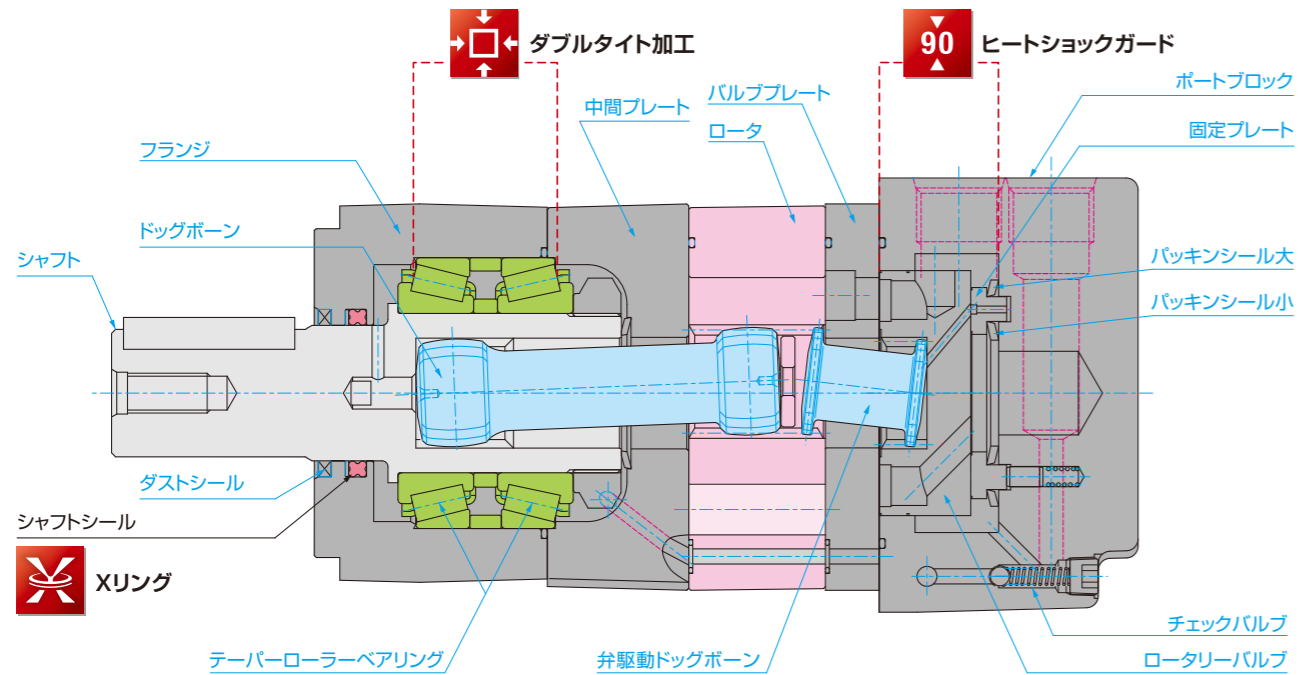 ダブルタイト加工
90
ヒートショックガード
ポートブロック
バルブプレート
中間プレート
ロータ
固定プレート
フランジ
ドッグボーン
シャフト
パッキンシール大
パッキンシール小
ダストシール
シャフトシール
Xリング
チェックバルブ
テーパーローラーベアリング
弁駆動ドッグボーン
ロータリーバルブ